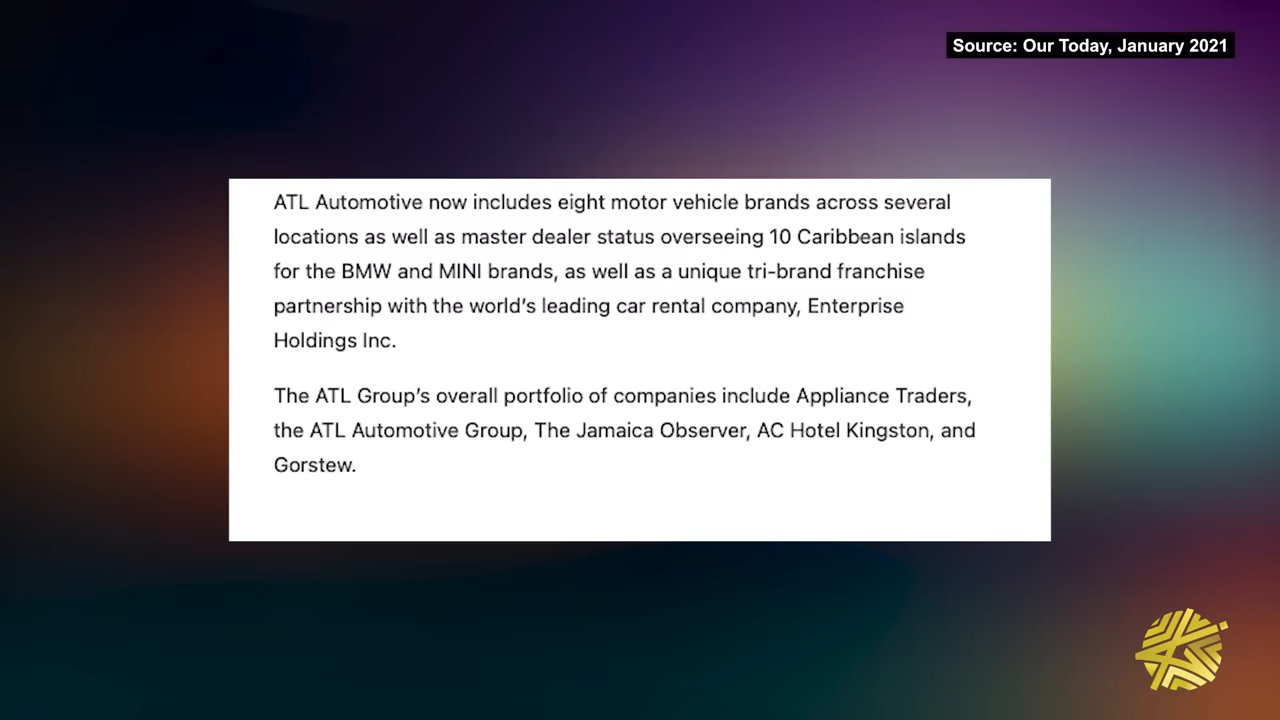 Source: Our Today, January 2021
ATL Automotive now includes eight motor vehicle brands across several
locations as well as master dealer status overseeing 10 Caribbean islands
for the BMW and MINI brands, as well as a unique tri-brand franchise
partnership with the world's leading car rental company, Enterprise
Holdings Inc.
The ATL Group's overall portfolio of companies include Appliance Traders,
the ATL Automotive Group, The Jamaica Observer, AC Hotel Kingston, and
Gorstew.